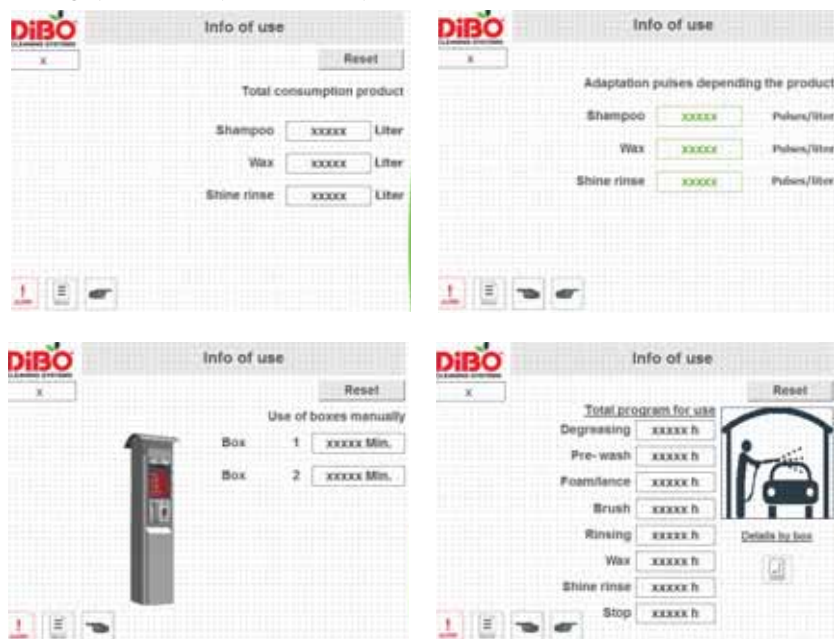 DiBO
CLEANING SYSTEMS
Info of use
x
Reset
Total consumption product
Shampoo xxxxx Liter
Wax xxxxx Liter
Shine rinse xxxxx Liter
!
DiBO
CLEANING SYSTEMS
Info of use
x
Adaptation pulses depending the product
Shampoo xxxxx Pulses/liter
Wax xxxxx Pulses/liter
Shine rinse xxxxx Pulses/liter
!
DiBO
CLEANING SYSTEMS
Info of use
x
Reset
Use of boxes manually
Box 1 xxxxx Min.
Box 2 xxxxx Min.
!
DiBO
CLEANING SYSTEMS
Info of use
x
Reset
Total program for use
Degreasing xxxxx h
Pre- wash xxxxx h
Foam/lance xxxxx h
Brush xxxxx h
Rinsing xxxxx h
Details by box
Wax xxxxx h
Shine rinse xxxxx h
Stop xxxxx h
!